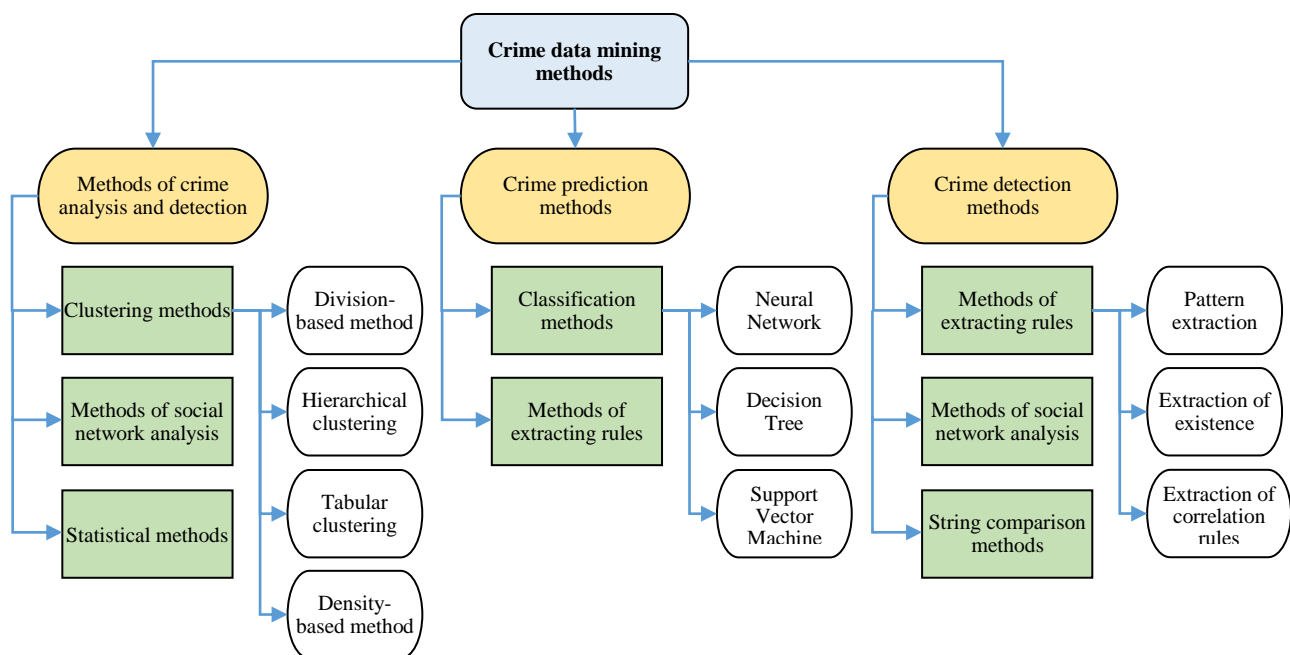 Crime data mining
methods
Methods of crime
analysis and detection
Clustering methods
Division-
based method
Hierarchical
clustering
Tabular
clustering
Density-
based method
Methods of social
network analysis
Statistical methods
Crime prediction
methods
Classification
methods
Neural
Network
Decision
Tree
Support
Vector
Machine
Methods of
extracting rules
Crime detection
methods
Methods of
extracting rules
Pattern
extraction
Extraction of
existence
Extraction of
correlation
rules
Methods of social
network analysis
String comparison
methods